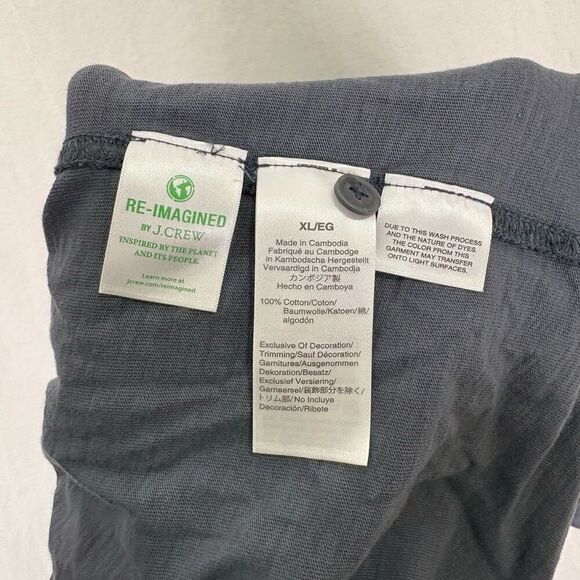 RE-IMAGINED
BY J.CREW
INSPIRED BY THE PLANET
AND ITS PEOPLE
Learn more at
jcrew.com/reimagined
XL/EG
Made in Cambodia
Fabriqué au Cambodge
in Kambodscha Hergestellt
Vervaardigd in Cambodja
カンボジア製
Hecho en Camboya
100% Cotton/Coton/
Baumwolle/Katoen/綿/
algodón
Exclusive Of Decoration/
Trimming/Sauf Décoration/
Garnitures/Ausgenommen
Dekoration/Besatz/
Exclusief Versiering/
Garneersel/装飾部分を除く/
トリム部/No Incluye
Decoración/Ribete
DUE TO THIS WASH PROCESS
AND THE NATURE OF DYES
THE COLOR FROM THIS
GARMENT MAY TRANSFER
ONTO LIGHT SURFACES.